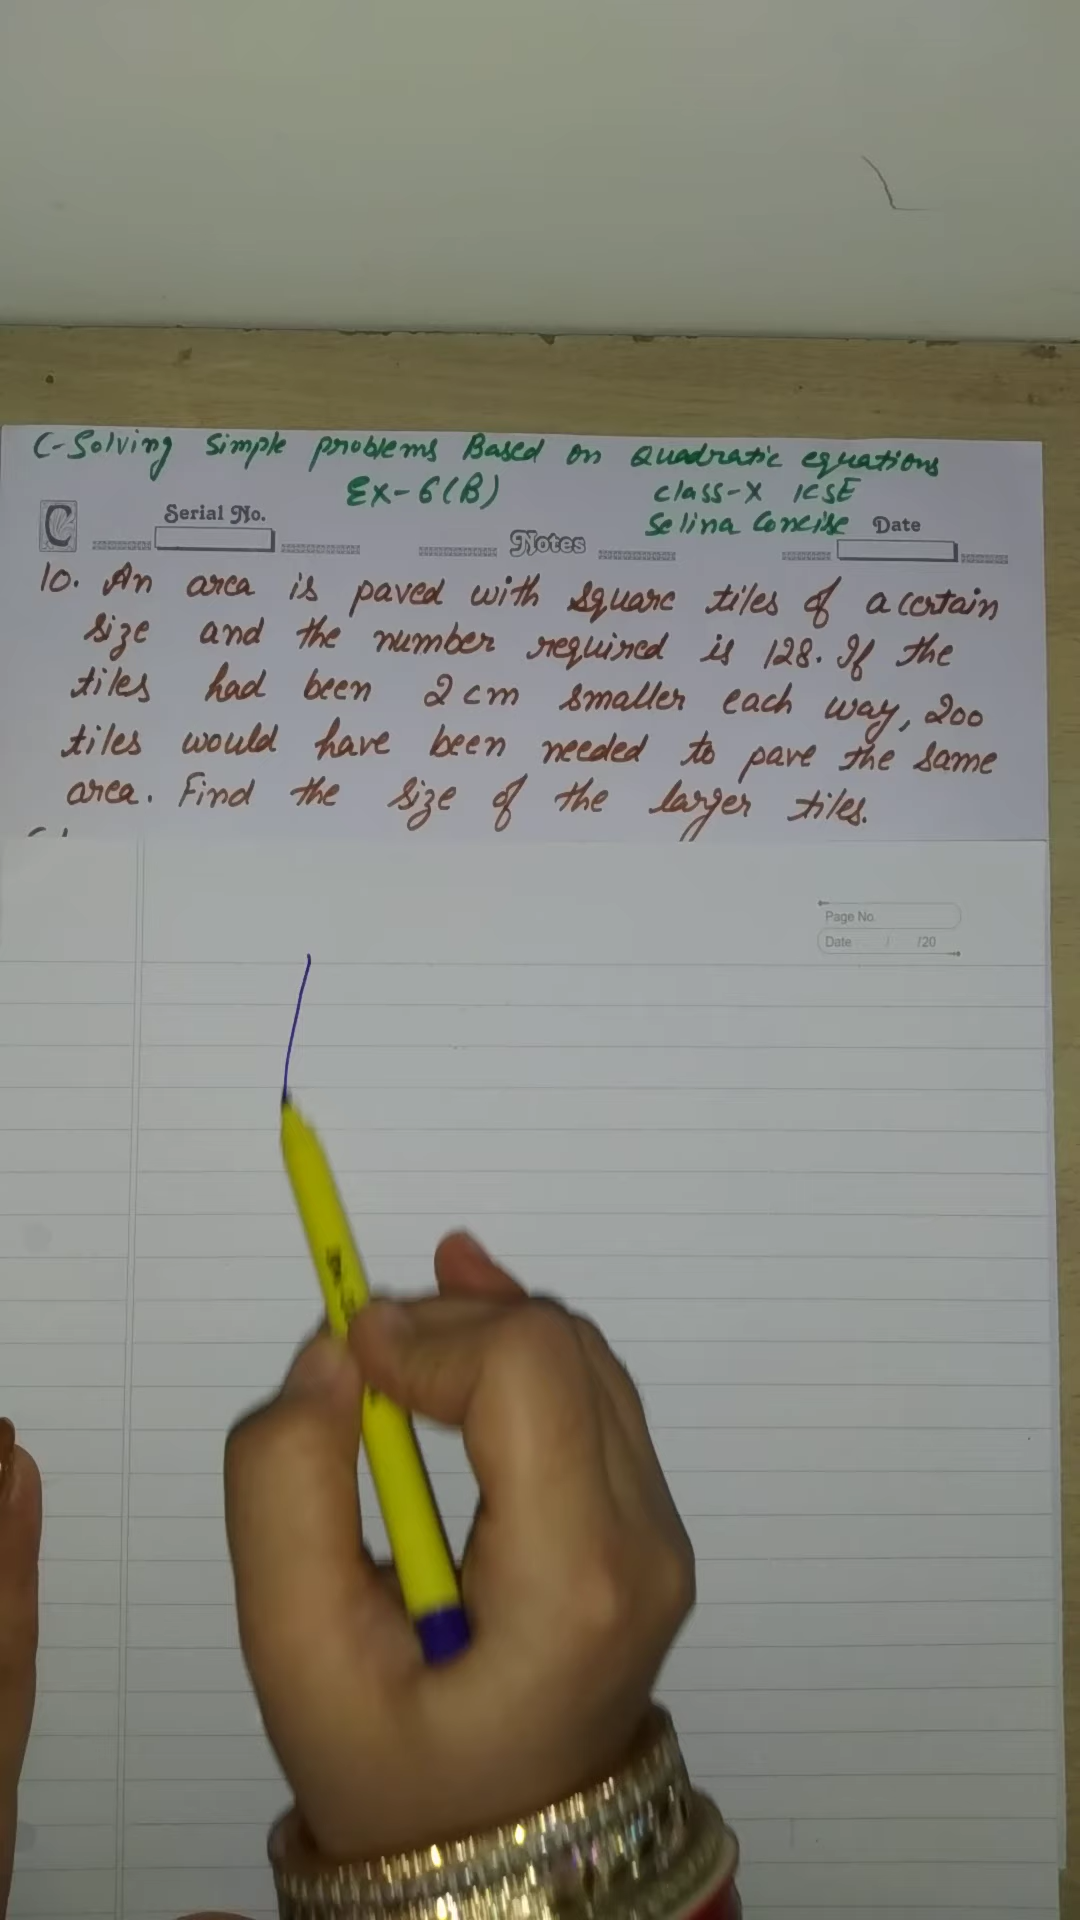 C-Solving Simple problems Based on Quadratic equations
Ex-6(B) class-X ICSE
Selina Concise
C Serial No. Notes Date
10. An area is paved with square tiles of a certain
size and the number required is 128. If the
tiles had been 2 cm smaller each way, 200
tiles would have been needed to pave the same
area. Find the size of the larger tiles.
Page No.
Date / /20